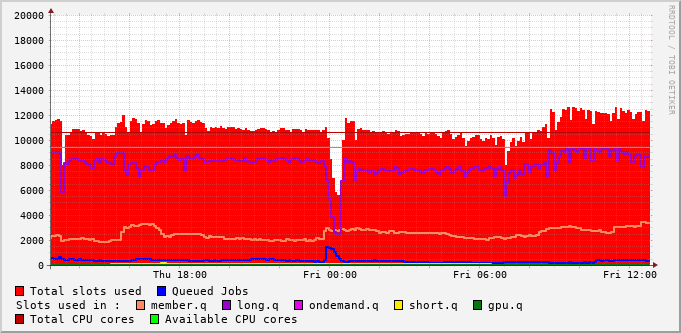 RRDTOOL / TOBI OETIKER
20000
18000
16000
14000
12000
10000
8000
6000
4000
2000
0
Thu 18:00 Fri 00:00 Fri 06:00 Fri 12:00
Total slots used Queued Jobs
Slots used in : member.q long.q ondemand.q short.q gpu.q
Total CPU cores Available CPU cores